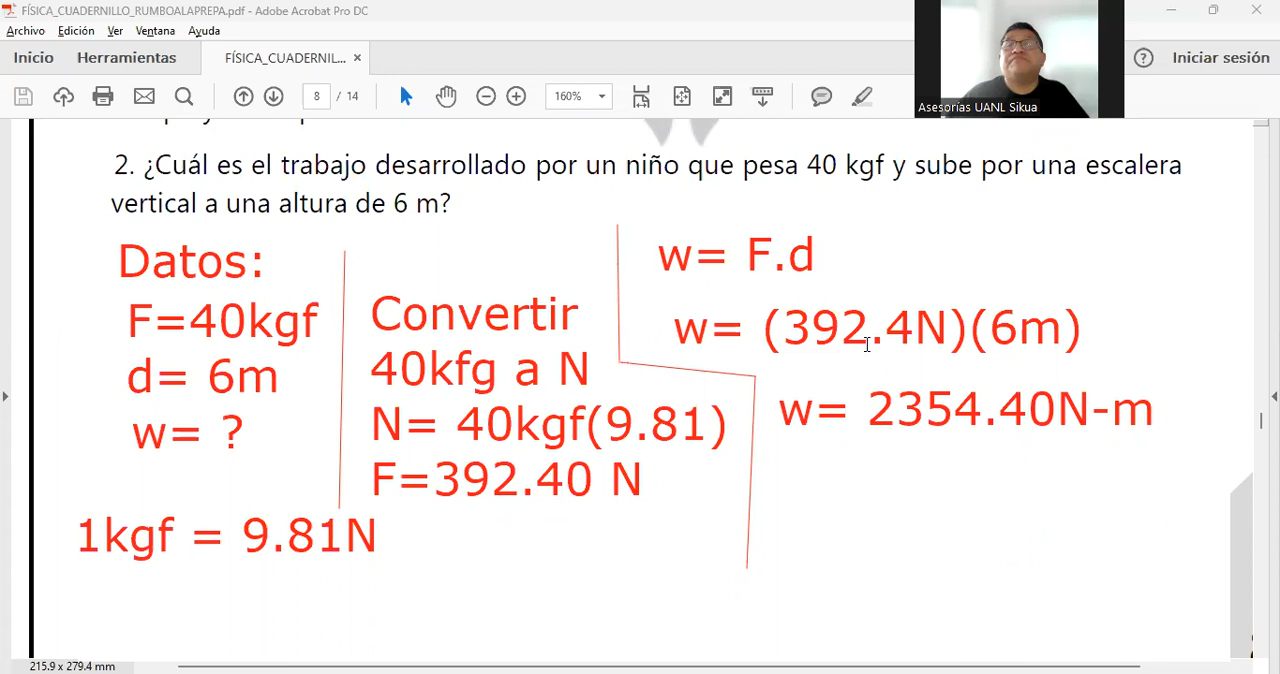 FÍSICA_CUADERNILLO_RUMBOALAPREPA.pdf - Adobe Acrobat Pro DC
Archivo Edición Ver Ventana Ayuda
Inicio Herramientas FÍSICA_CUADERNIL... × Iniciar sesión
8 / 14 160%
Asesorías UANL Sikua
2. ¿Cuál es el trabajo desarrollado por un niño que pesa 40 kgf y sube por una escalera
vertical a una altura de 6 m?
Datos:
F=40kgf
d= 6m
w= ?
1kgf = 9.81N
Convertir
40kfg a N
N= 40kgf(9.81)
F=392.40 N
w= F.d
w= (392.4N)(6m)
w= 2354.40N-m
215.9 x 279.4 mm